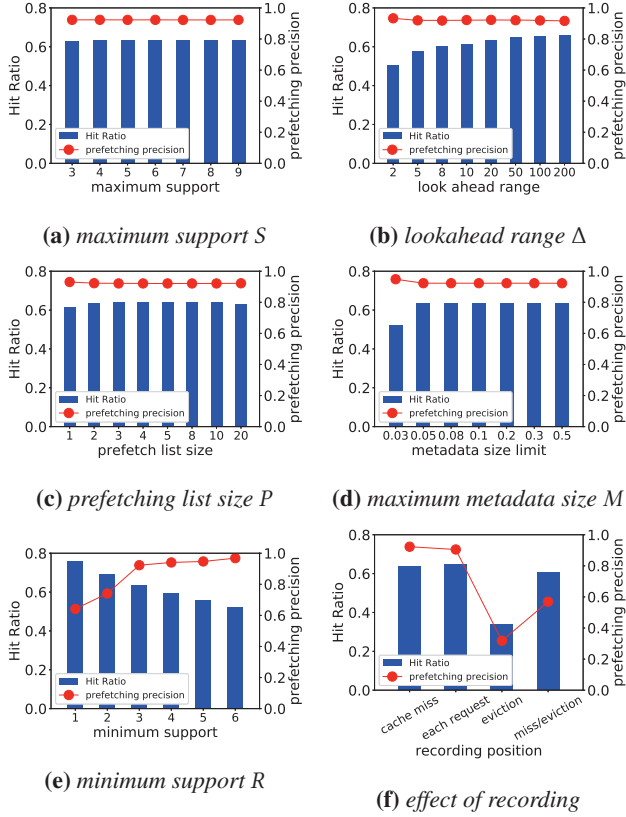 0.8
0.6
0.4
0.2
0.0
Hit Ratio
Hit Ratio
prefetching precision
3 4 5 6 7 8 9
maximum support
1.0
0.8
0.6
0.4
0.2
0.0
prefetching precision
(a) maximum support S
0.8
0.6
0.4
0.2
0.0
Hit Ratio
Hit Ratio
prefetching precision
2 5 8 10 20 50 100 200
look ahead range
1.0
0.8
0.6
0.4
0.2
0.0
prefetching precision
(b) lookahead range Δ
0.8
0.6
0.4
0.2
0.0
Hit Ratio
Hit Ratio
prefetching precision
1 2 3 4 5 8 10 20
prefetch list size
1.0
0.8
0.6
0.4
0.2
0.0
prefetching precision
(c) prefetching list size P
0.8
0.6
0.4
0.2
0.0
Hit Ratio
Hit Ratio
prefetching precision
0.03 0.05 0.08 0.1 0.2 0.3 0.5
metadata size limit
1.0
0.8
0.6
0.4
0.2
0.0
prefetching precision
(d) maximum metadata size M
0.8
0.6
0.4
0.2
0.0
Hit Ratio
Hit Ratio
prefetching precision
1 2 3 4 5 6
minimum support
1.0
0.8
0.6
0.4
0.2
0.0
prefetching precision
(e) minimum support R
0.8
0.6
0.4
0.2
0.0
Hit Ratio
Hit Ratio
prefetching precision
cache miss
each request
eviction
miss/eviction
recording position
1.0
0.8
0.6
0.4
0.2
0.0
prefetching precision
(f) effect of recording